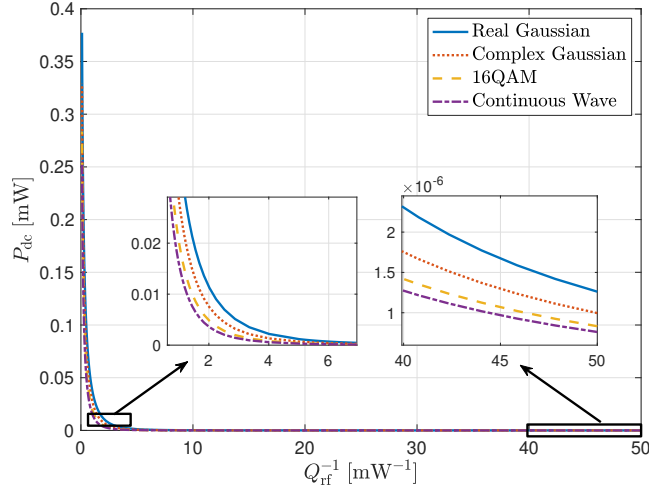 0.4
0.35
0.3
0.25
0.2
0.15
0.1
0.05
0
P_dc [mW]
Real Gaussian
Complex Gaussian
16QAM
Continuous Wave
0.02
0.01
0
2 4 6
×10^-6
2
1.5
1
40 45 50
0 10 20 30 40 50
Q_rf^-1 [mW^-1]